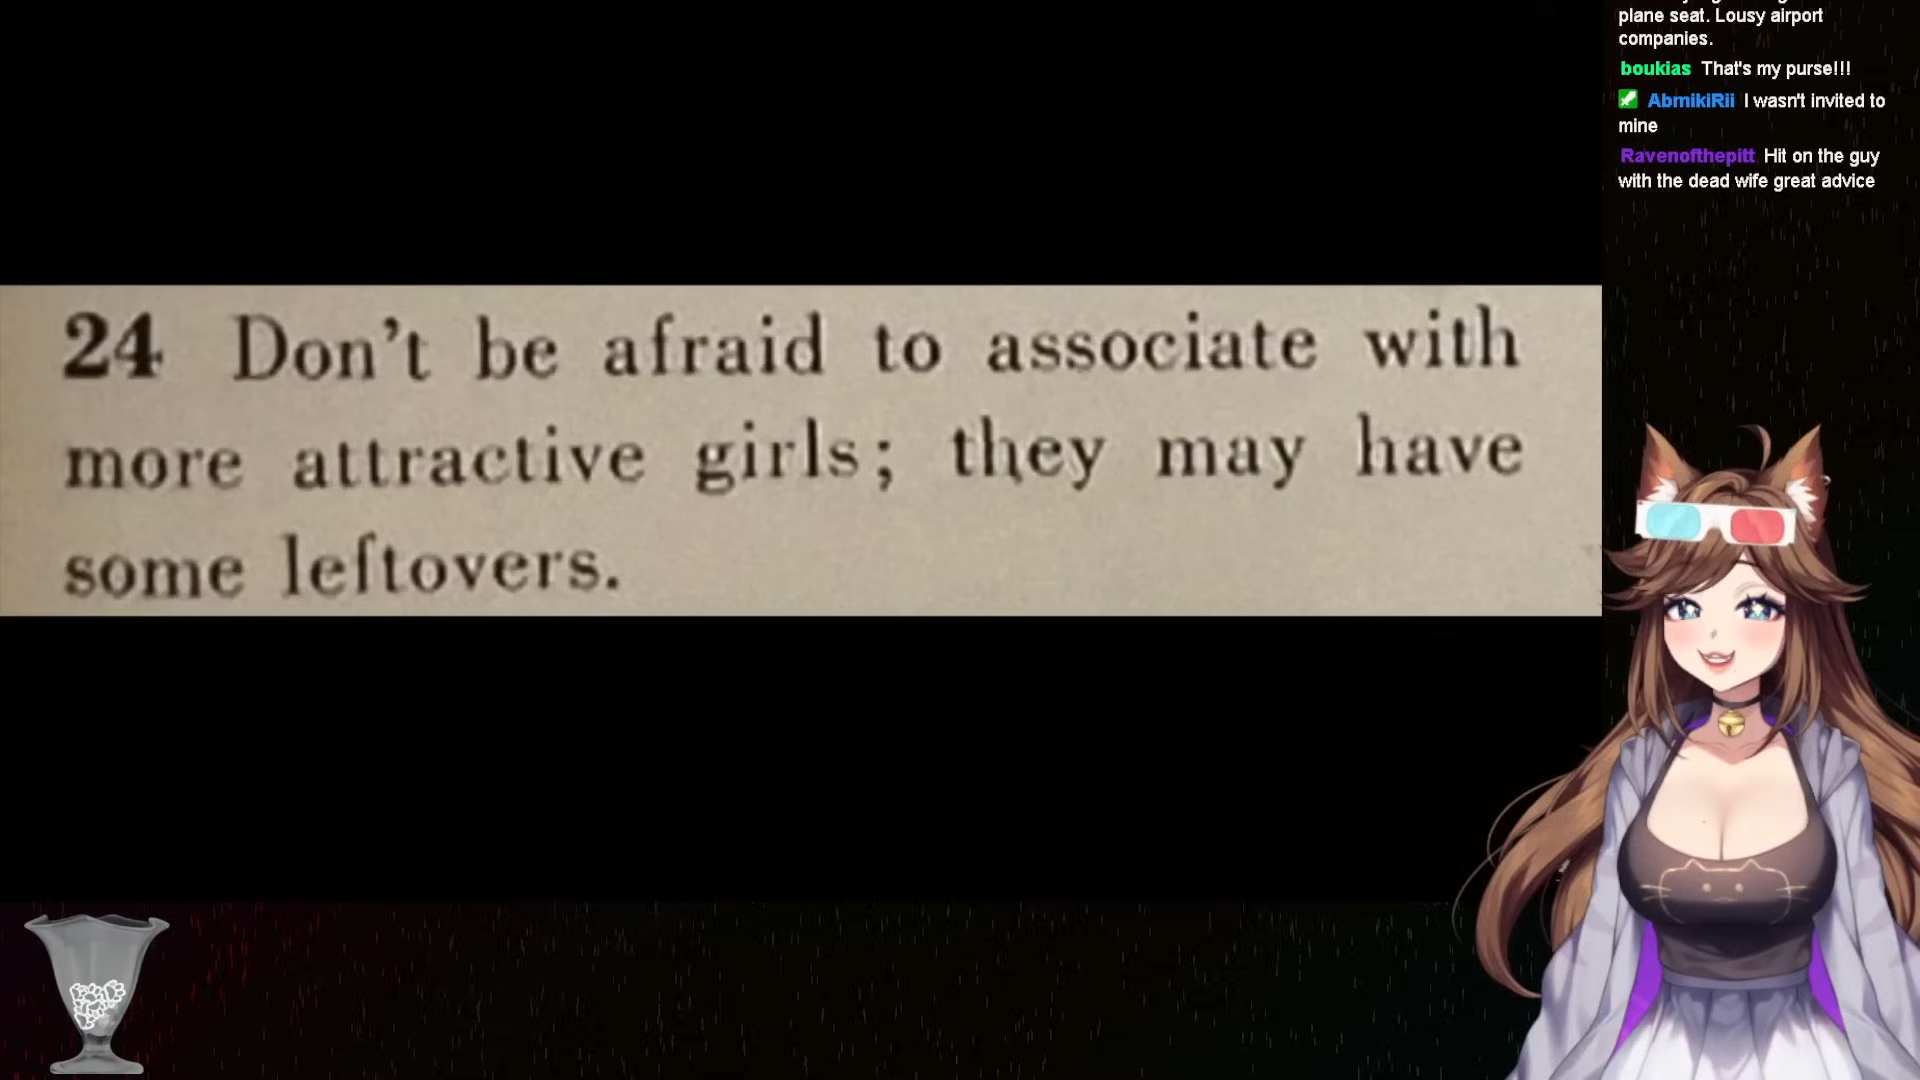 plane seat. Lousy airport
companies.
boukias That's my purse!!!
AbmikiRii I wasn't invited to
mine
Ravenofthepitt Hit on the guy
with the dead wife great advice
24 Don't be afraid to associate with
more attractive girls; they may have
some leftovers.